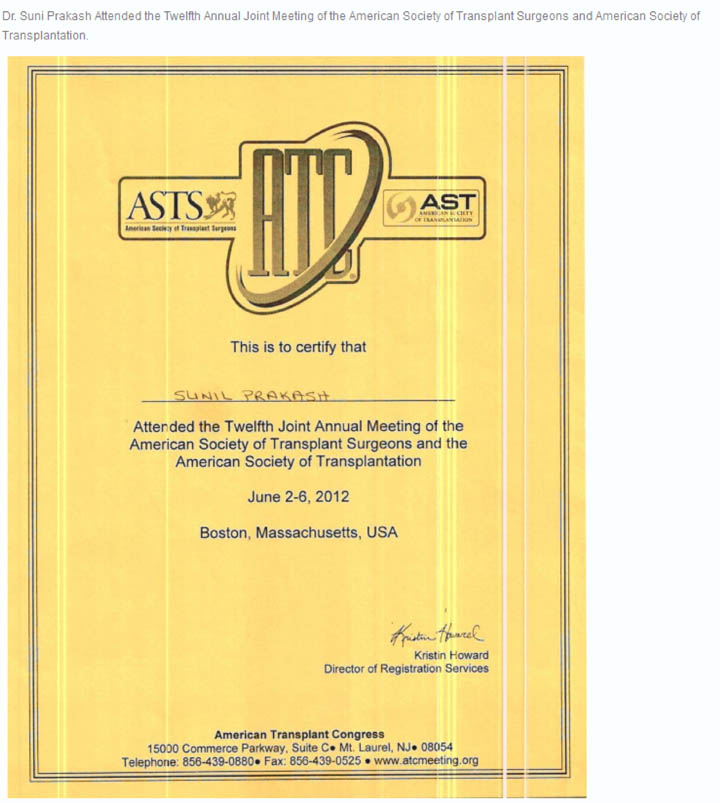 Dr. Suni Prakash Attended the Twelfth Annual Joint Meeting of the American Society of Transplant Surgeons and American Society of
Transplantation.
ATC
ASTS
American Society of Transplant Surgeons
AST
AMERICAN SOCIETY
OF TRANSPLANTATION
This is to certify that
SUNIL PRAKASH
Attended the Twelfth Joint Annual Meeting of the
American Society of Transplant Surgeons and the
American Society of Transplantation
June 2-6, 2012
Boston, Massachusetts, USA
Kristin Howard
Kristin Howard
Director of Registration Services
American Transplant Congress
15000 Commerce Parkway, Suite C• Mt. Laurel, NJ• 08054
Telephone: 856-439-0880• Fax: 856-439-0525 • www.atcmeeting.org